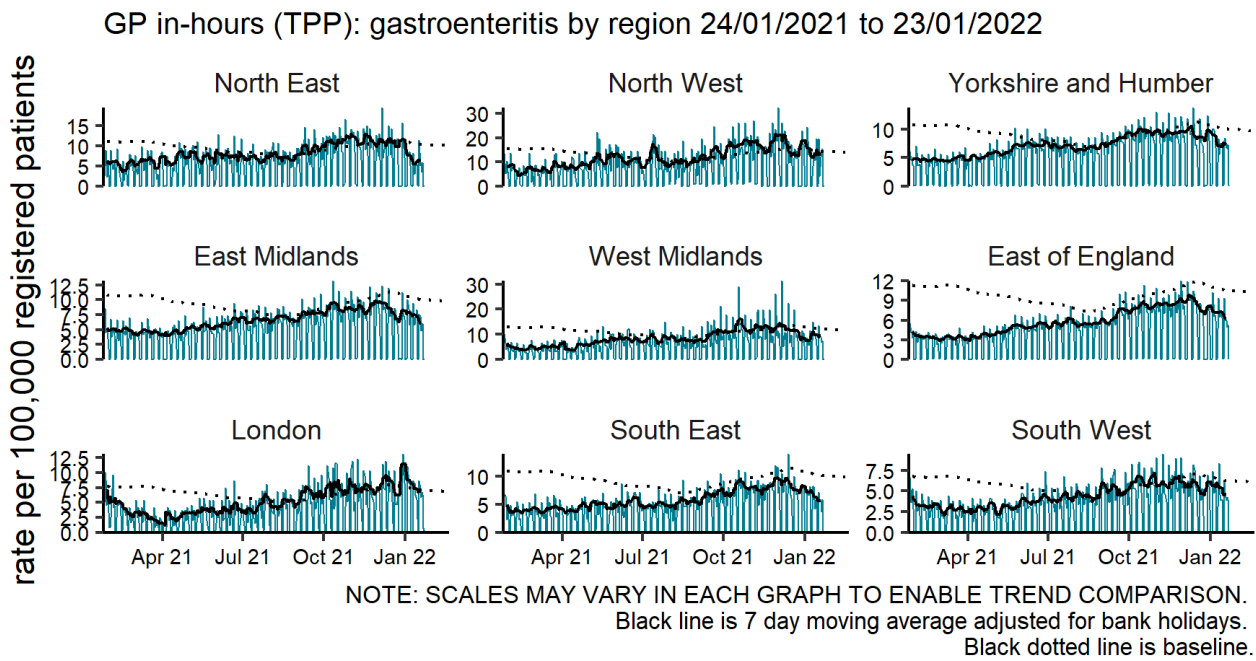 GP in-hours (TPP): gastroenteritis by region 24/01/2021 to 23/01/2022
rate per 100,000 registered patients
North East
15
10
5
0
North West
30
20
10
0
Yorkshire and Humber
10
5
0
East Midlands
12.5
10.0
7.5
5.0
2.5
0.0
West Midlands
30
20
10
0
East of England
12
9
6
3
0
London
12.5
10.0
7.5
5.0
2.5
0.0
Apr 21 Jul 21 Oct 21 Jan 22
South East
10
5
0
Apr 21 Jul 21 Oct 21 Jan 22
South West
7.5
5.0
2.5
0.0
Apr 21 Jul 21 Oct 21 Jan 22
NOTE: SCALES MAY VARY IN EACH GRAPH TO ENABLE TREND COMPARISON.
Black line is 7 day moving average adjusted for bank holidays.
Black dotted line is baseline.